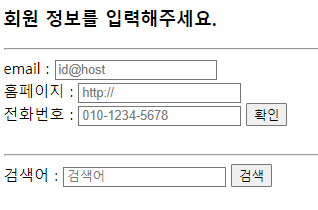 회원 정보를 입력해주세요.
email : id@host
홈페이지 : http://
전화번호 : 010-1234-5678 확인
검색어 : 검색어 검색